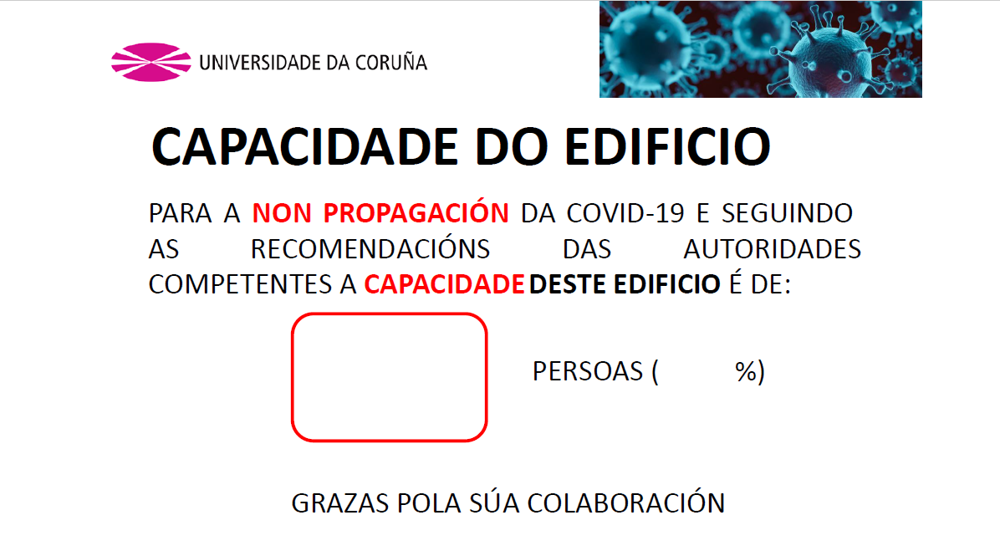 UNIVERSIDADE DA CORUÑA
CAPACIDADE DO EDIFICIO
PARA A NON PROPAGACIÓN DA COVID-19 E SEGUINDO
AS RECOMENDACIÓNS DAS AUTORIDADES
COMPETENTES A CAPACIDADE DESTE EDIFICIO É DE:
PERSOAS ( %)
GRAZAS POLA SÚA COLABORACIÓN